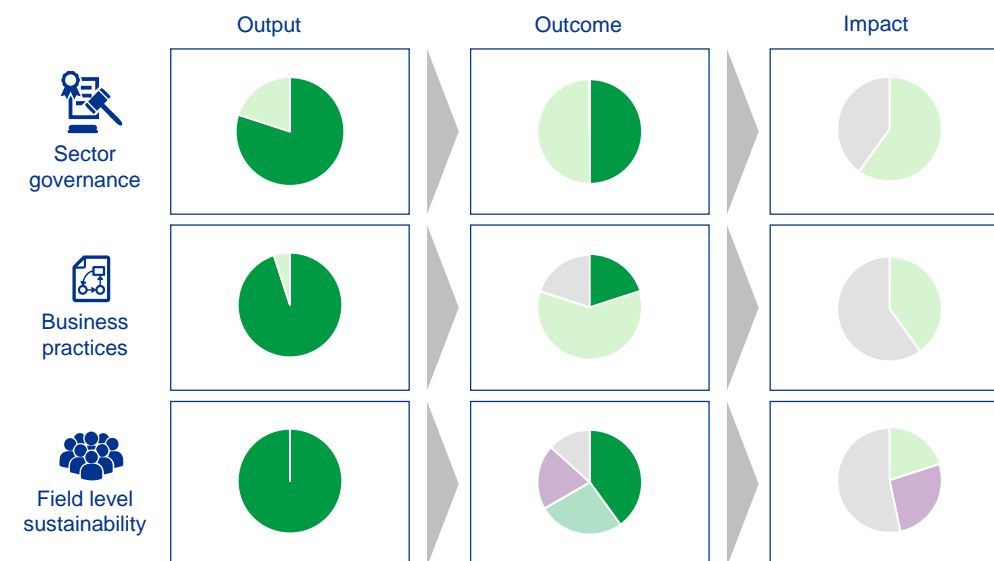 Output
Outcome
Impact
Sector
governance
Business
practices
Field level
sustainability